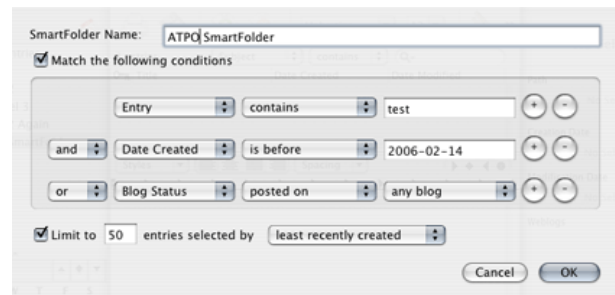 SmartFolder Name: ATPO SmartFolder
Match the following conditions
Entry contains test
and Date Created is before 2006-02-14
or Blog Status posted on any blog
Limit to 50 entries selected by least recently created
Cancel OK